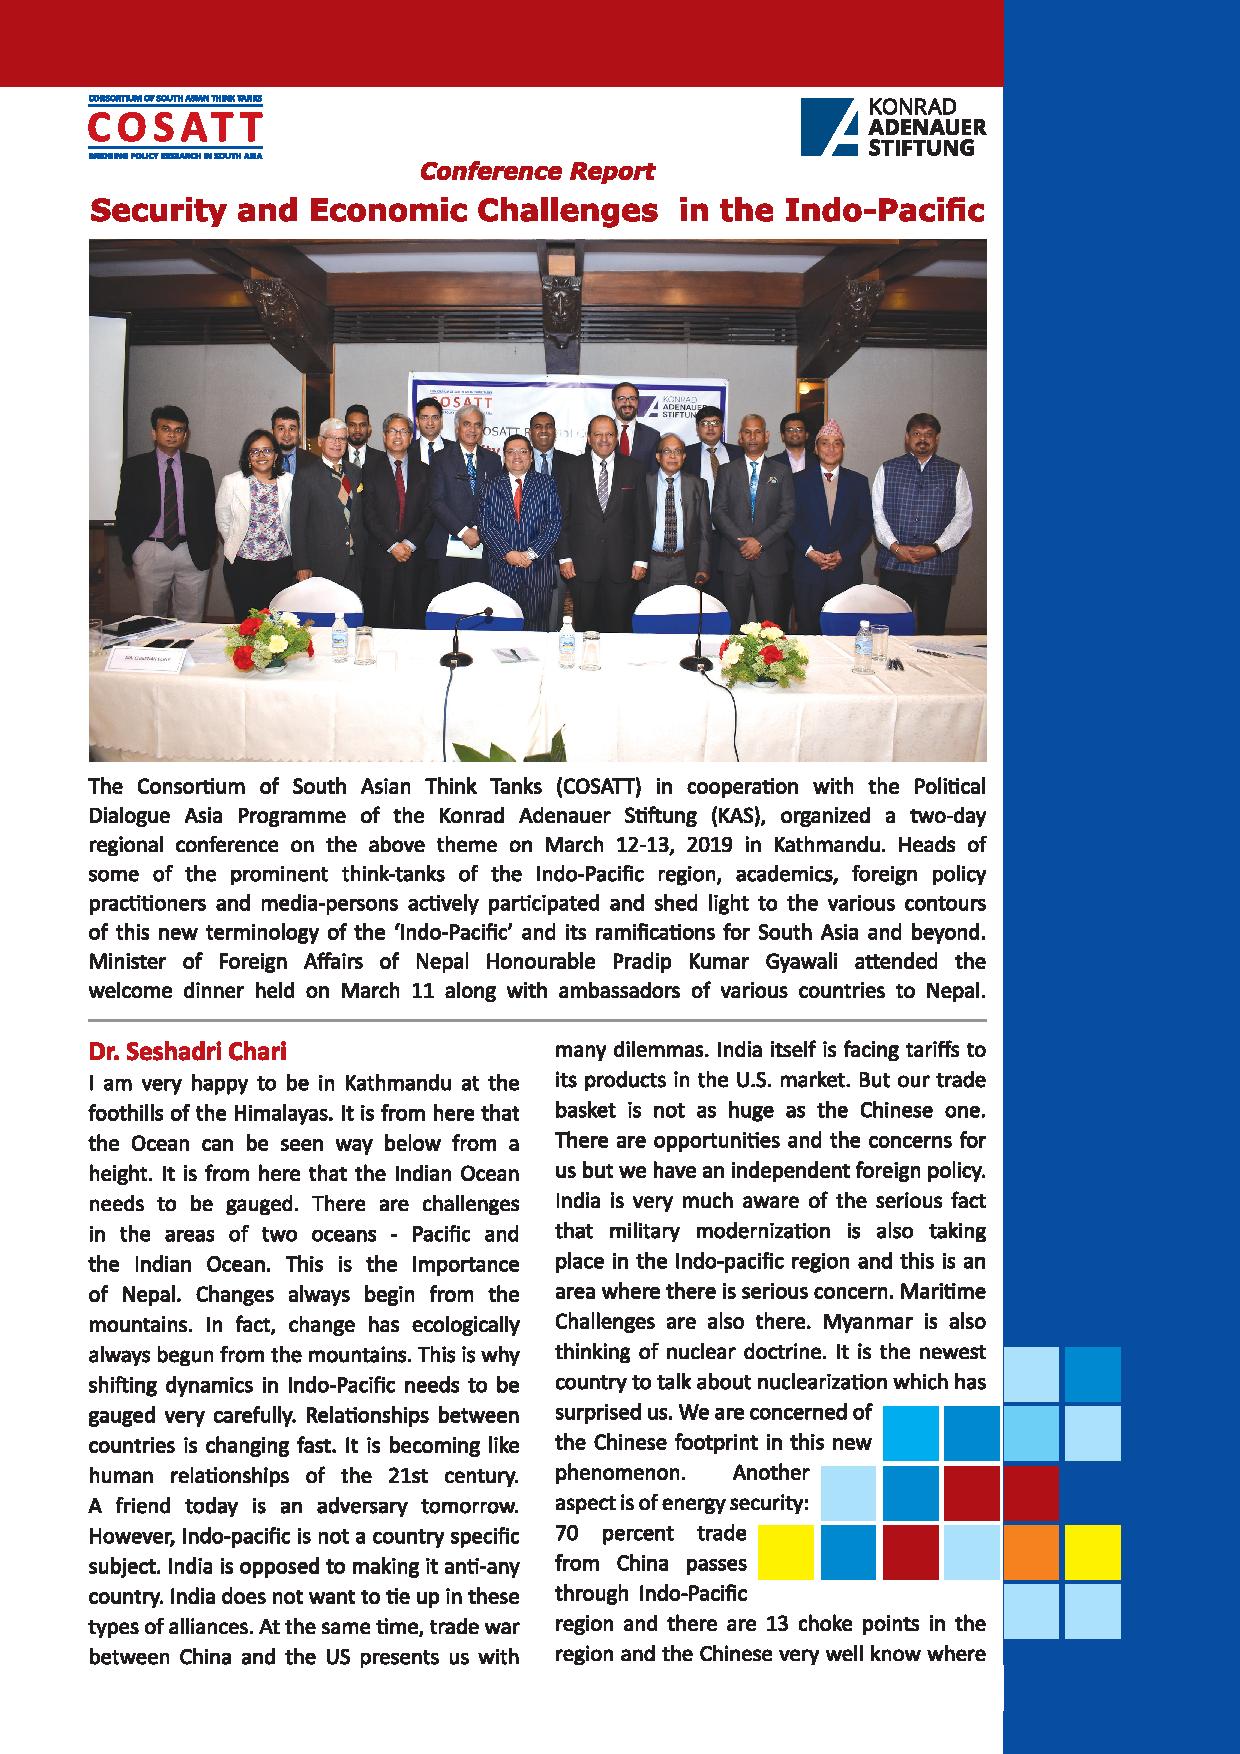 CONSORTIUM OF SOUTH ASIAN THINK TANKS
COSATT
BRINGING POLICY RESEARCH IN SOUTH ASIA
KONRAD
ADENAUER
STIFTUNG
Conference Report
Security and Economic Challenges in the Indo-Pacific
COSATT
KONRAD
ADENAUER
STIFTUNG
COSATT
The Consortium of South Asian Think Tanks (COSATT) in cooperation with the Political
Dialogue Asia Programme of the Konrad Adenauer Stiftung (KAS), organized a two-day
regional conference on the above theme on March 12-13, 2019 in Kathmandu. Heads of
some of the prominent think-tanks of the Indo-Pacific region, academics, foreign policy
practitioners and media-persons actively participated and shed light to the various contours
of this new terminology of the ‘Indo-Pacific’ and its ramifications for South Asia and beyond.
Minister of Foreign Affairs of Nepal Honourable Pradip Kumar Gyawali attended the
welcome dinner held on March 11 along with ambassadors of various countries to Nepal.
Dr. Seshadri Chari
I am very happy to be in Kathmandu at the
foothills of the Himalayas. It is from here that
the Ocean can be seen way below from a
height. It is from here that the Indian Ocean
needs to be gauged. There are challenges
in the areas of two oceans - Pacific and
the Indian Ocean. This is the Importance
of Nepal. Changes always begin from the
mountains. In fact, change has ecologically
always begun from the mountains. This is why
shifting dynamics in Indo-Pacific needs to be
gauged very carefully. Relationships between
countries is changing fast. It is becoming like
human relationships of the 21st century.
A friend today is an adversary tomorrow.
However, Indo-pacific is not a country specific
subject. India is opposed to making it anti-any
country. India does not want to tie up in these
types of alliances. At the same time, trade war
between China and the US presents us with
many dilemmas. India itself is facing tariffs to
its products in the U.S. market. But our trade
basket is not as huge as the Chinese one.
There are opportunities and the concerns for
us but we have an independent foreign policy.
India is very much aware of the serious fact
that military modernization is also taking
place in the Indo-pacific region and this is an
area where there is serious concern. Maritime
Challenges are also there. Myanmar is also
thinking of nuclear doctrine. It is the newest
country to talk about nuclearization which has
surprised us. We are concerned of
the Chinese footprint in this new
phenomenon. Another
aspect is of energy security:
70 percent trade
from China passes
through Indo-Pacific
region and there are 13 choke points in the
region and the Chinese very well know where